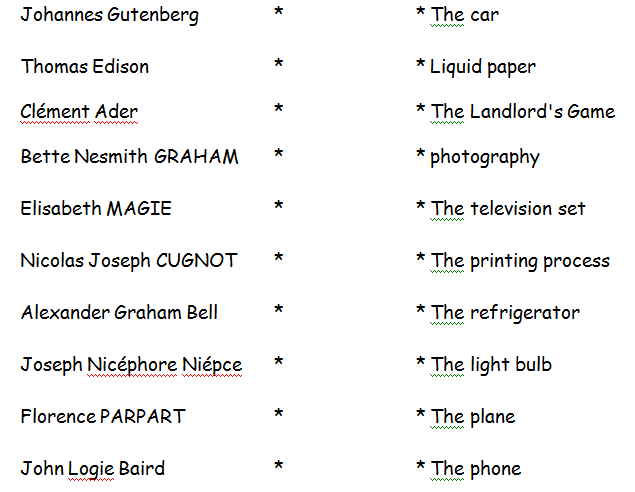 Johannes Gutenberg * * The car
Thomas Edison * * Liquid paper
Clément Ader * * The Landlord's Game
Bette Nesmith GRAHAM * * photography
Elisabeth MAGIE * * The television set
Nicolas Joseph CUGNOT * * The printing process
Alexander Graham Bell * * The refrigerator
Joseph Nicéphore Niépce * * The light bulb
Florence PARPART * * The plane
John Logie Baird * * The phone